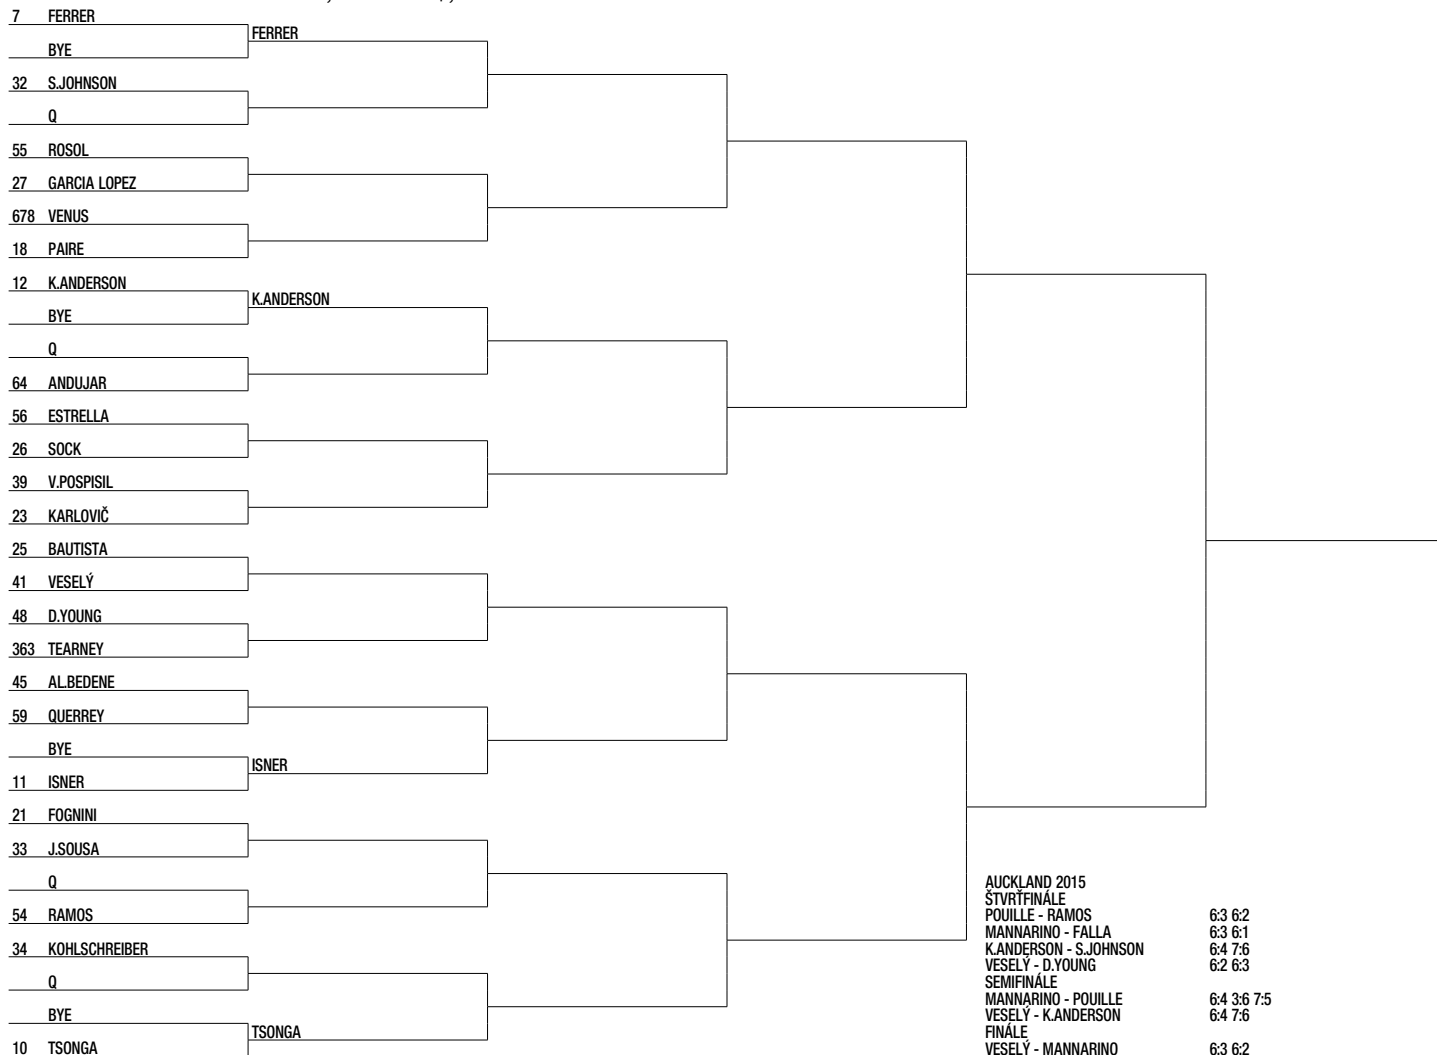 7 FERRER
FERRER
BYE
32 S.JOHNSON
Q
55 ROSOL
27 GARCIA LOPEZ
678 VENUS
18 PAIRE
12 K.ANDERSON
K.ANDERSON
BYE
Q
64 ANDUJAR
56 ESTRELLA
26 SOCK
39 V.POSPISIL
23 KARLOVIČ
25 BAUTISTA
41 VESELÝ
48 D.YOUNG
363 TEARNEY
45 AL.BEDENE
59 QUERREY
BYE
ISNER
11 ISNER
21 FOGNINI
33 J.SOUSA
Q
54 RAMOS
34 KOHLSCHREIBER
Q
BYE
TSONGA
10 TSONGA
AUCKLAND 2015
ŠTVRŤFINÁLE
POUILLE - RAMOS 6:3 6:2
MANNARINO - FALLA 6:3 6:1
K.ANDERSON - S.JOHNSON 6:4 7:6
VESELÝ - D.YOUNG 6:2 6:3
SEMIFINÁLE
MANNARINO - POUILLE 6:4 3:6 7:5
VESELÝ - K.ANDERSON 6:4 7:6
FINÁLE
VESELÝ - MANNARINO 6:3 6:2